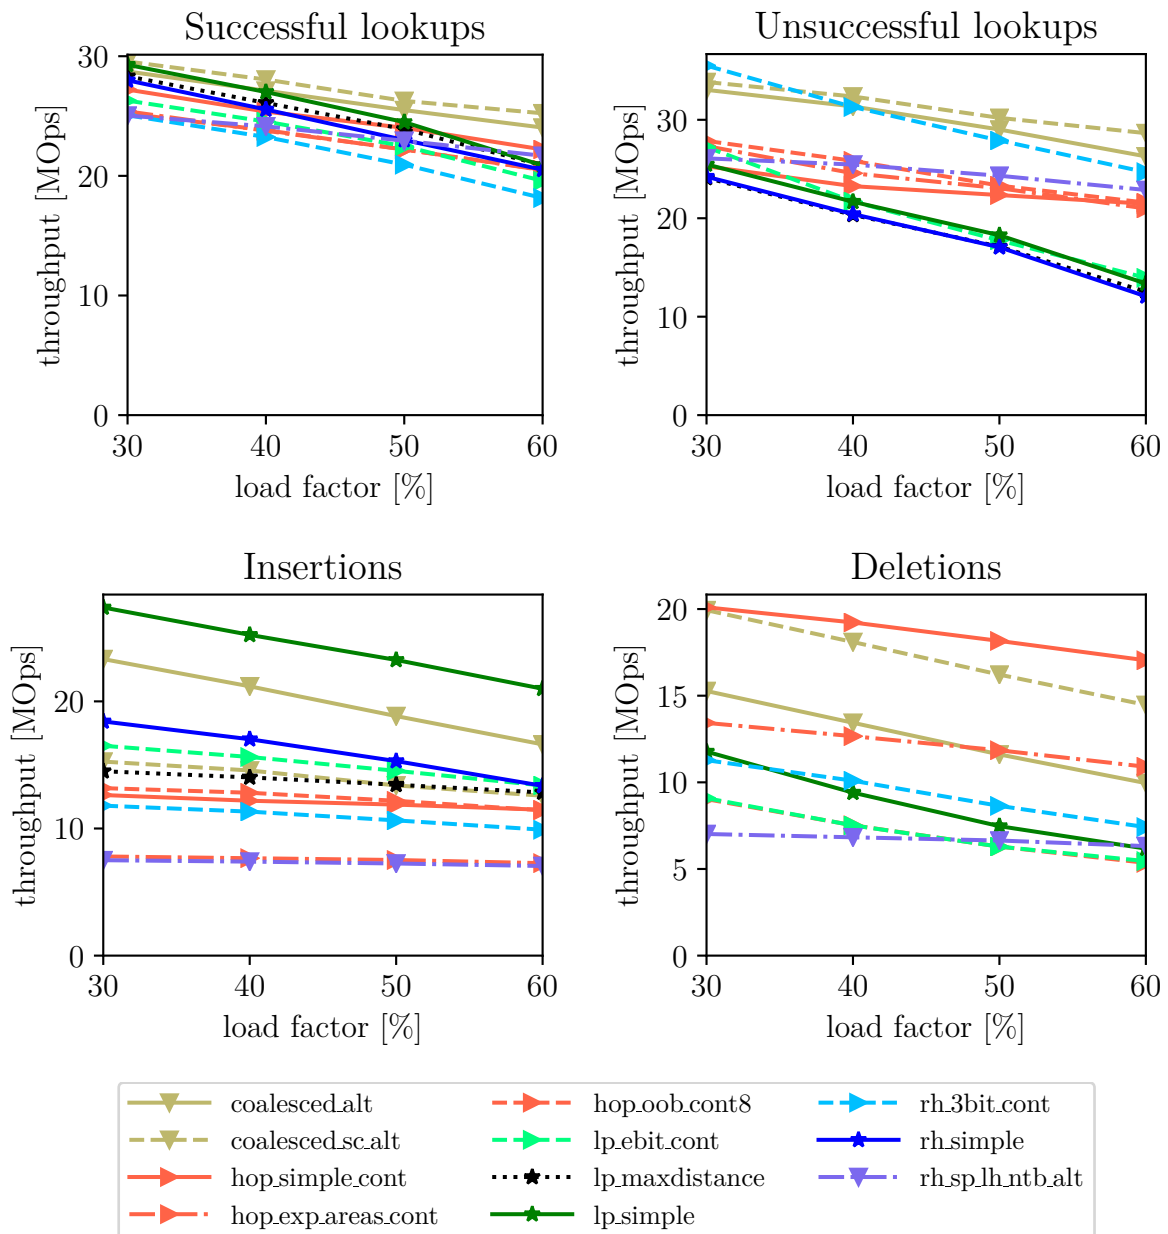 Successful lookups
Unsuccessful lookups
throughput [MOps]
30
20
10
0
30 40 50 60
load factor [%]
throughput [MOps]
30
20
10
0
30 40 50 60
load factor [%]
Insertions
Deletions
throughput [MOps]
20
10
0
30 40 50 60
load factor [%]
throughput [MOps]
20
15
10
5
0
30 40 50 60
load factor [%]
coalesced_alt
coalesced_sc_alt
hop_simple_cont
hop_exp_areas_cont
hop_oob_cont8
lp_ebit_cont
lp_maxdistance
lp_simple
rh_3bit_cont
rh_simple
rh_sp_lh_ntb_alt